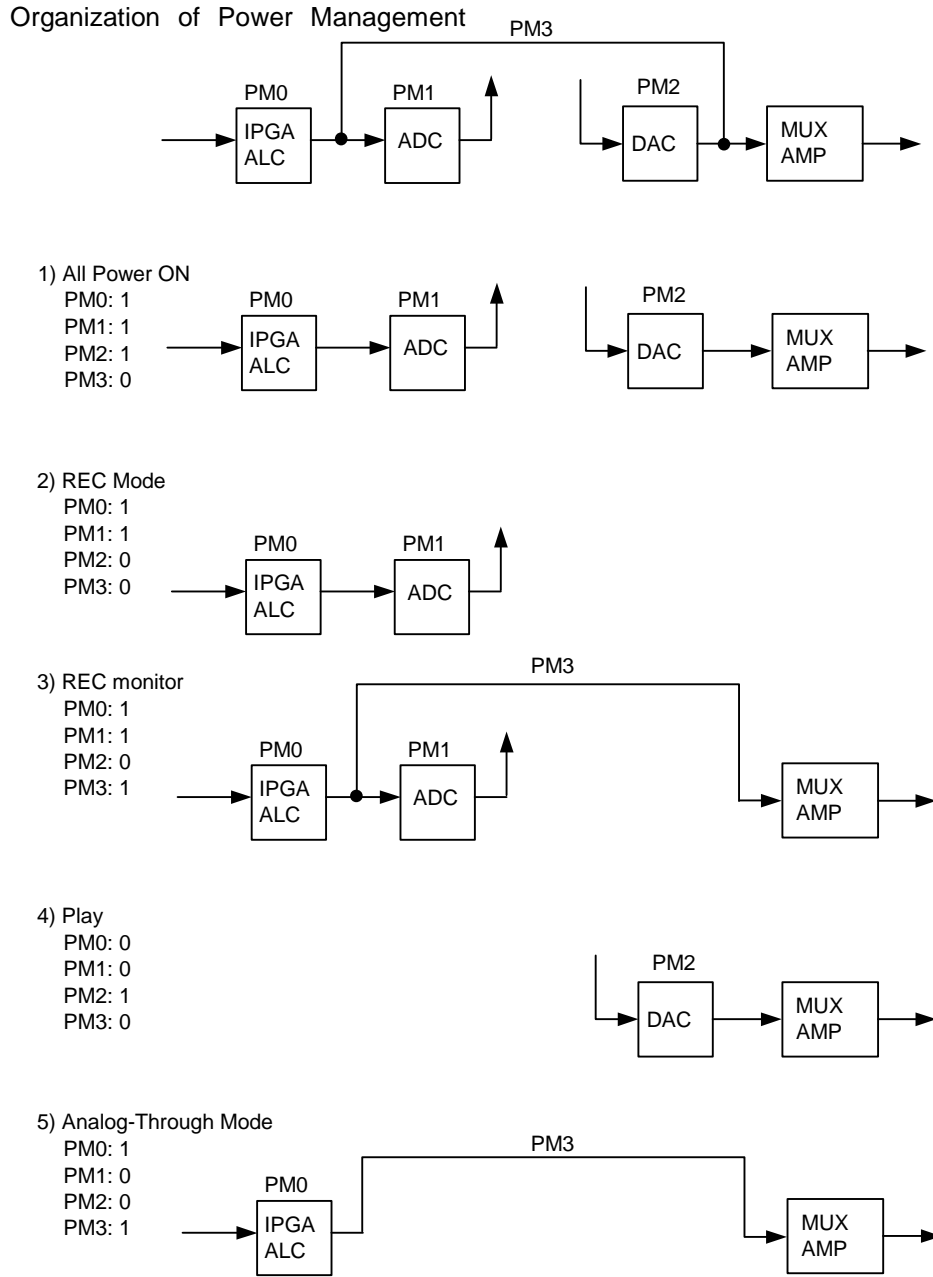 Organization of Power Management
PM3
PM0
PM1
PM2
IPGA
ALC
ADC
DAC
MUX
AMP
1) All Power ON
PM0: 1
PM1: 1
PM2: 1
PM3: 0
PM0
PM1
PM2
IPGA
ALC
ADC
DAC
MUX
AMP
2) REC Mode
PM0: 1
PM1: 1
PM2: 0
PM3: 0
PM0
PM1
IPGA
ALC
ADC
3) REC monitor
PM0: 1
PM1: 1
PM2: 0
PM3: 1
PM3
PM0
PM1
IPGA
ALC
ADC
MUX
AMP
4) Play
PM0: 0
PM1: 0
PM2: 1
PM3: 0
PM2
DAC
MUX
AMP
5) Analog-Through Mode
PM0: 1
PM1: 0
PM2: 0
PM3: 1
PM3
PM0
IPGA
ALC
MUX
AMP